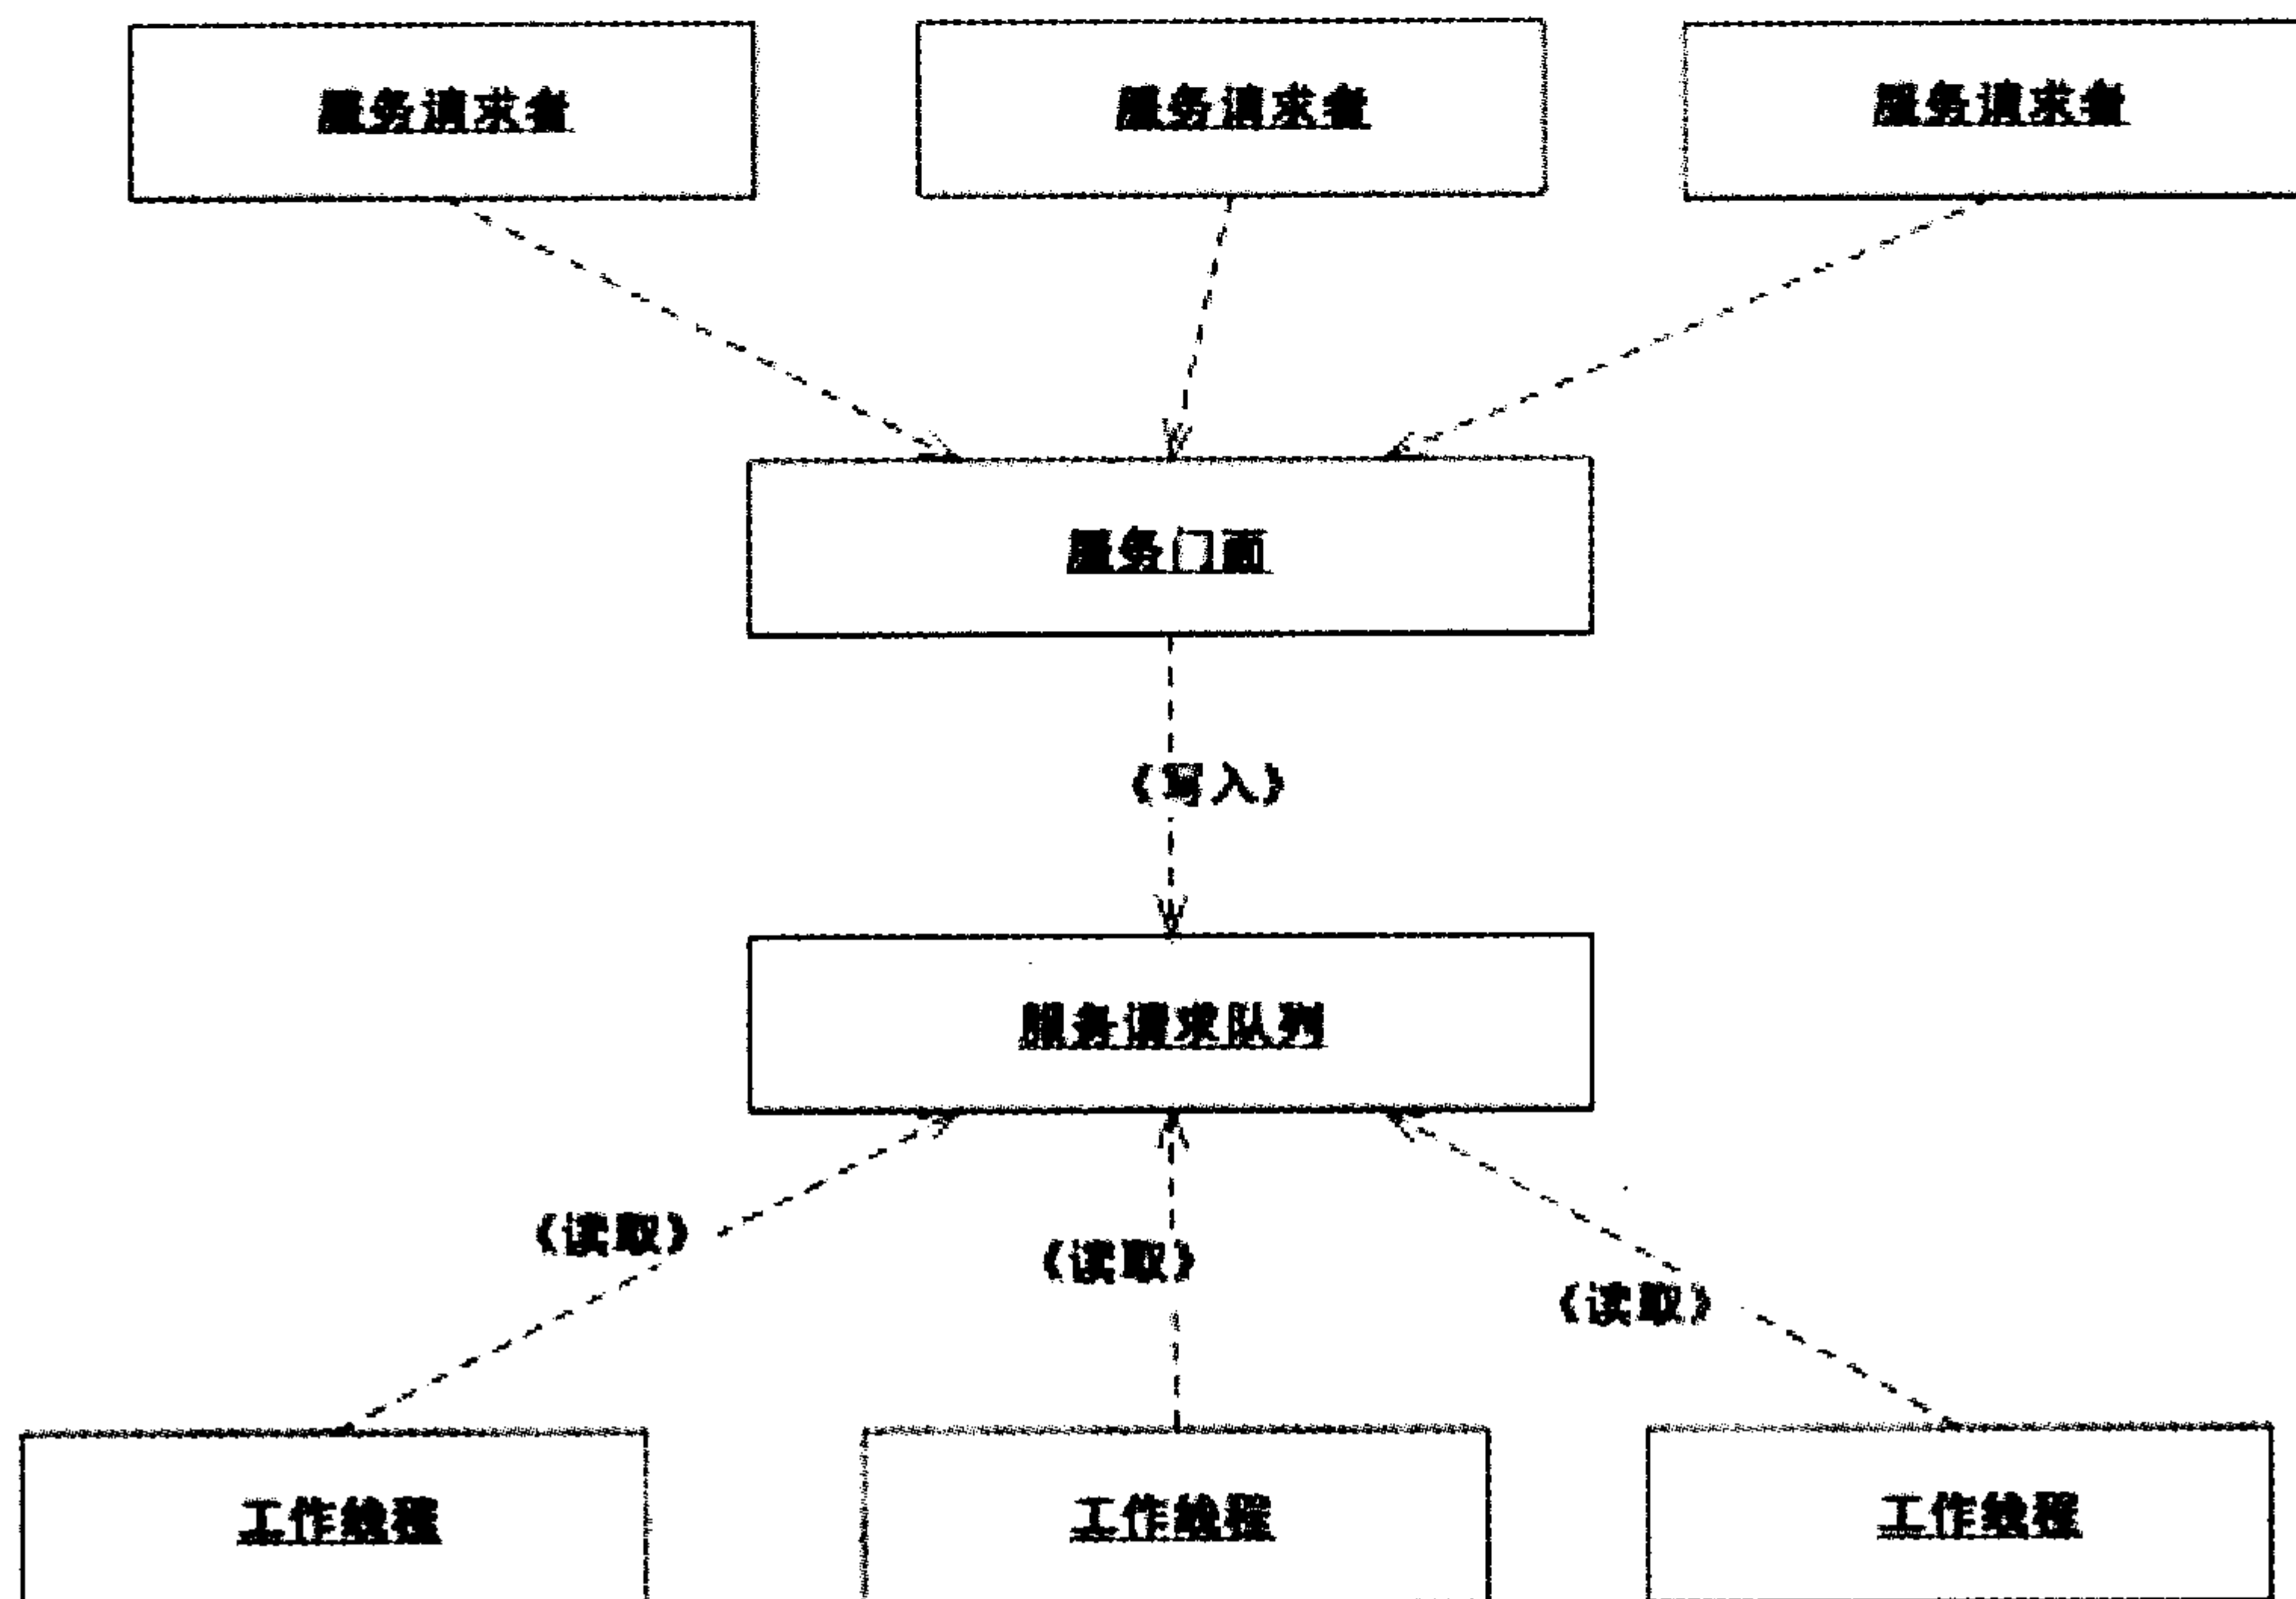 服务请求者
服务请求者
服务请求者
服务门面
《写入》
服务请求队列
《读取》
《读取》
《读取》
工作线程
工作线程
工作线程